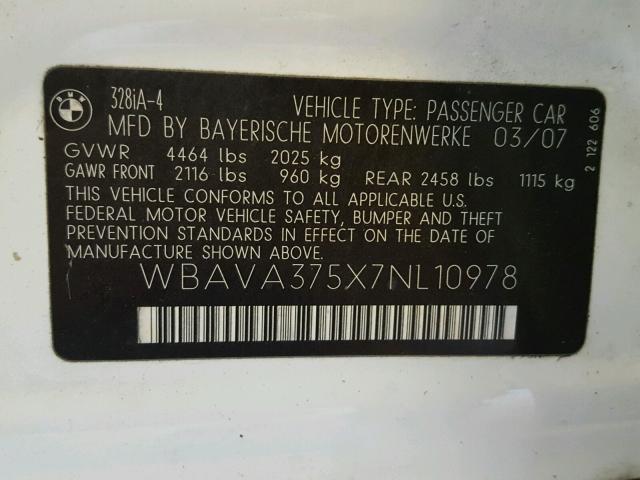 BMW
328iA-4
VEHICLE TYPE: PASSENGER CAR
MFD BY BAYERISCHE MOTORENWERKE 03/07
GVWR 4464 lbs 2025 kg
GAWR FRONT 2116 lbs 960 kg REAR 2458 lbs 1115 kg
THIS VEHICLE CONFORMS TO ALL APPLICABLE U.S.
FEDERAL MOTOR VEHICLE SAFETY, BUMPER AND THEFT
PREVENTION STANDARDS IN EFFECT ON THE DATE OF
MANUFACTURE SHOWN ABOVE.
WBAVA375X7NL10978
2 122 606